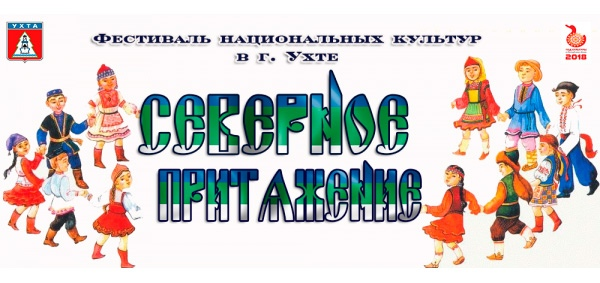 УХТА
Фестиваль национальных культур
в г. Ухте
2018
СЕВЕРНОЕ
ПРИТЯЖЕНИЕ